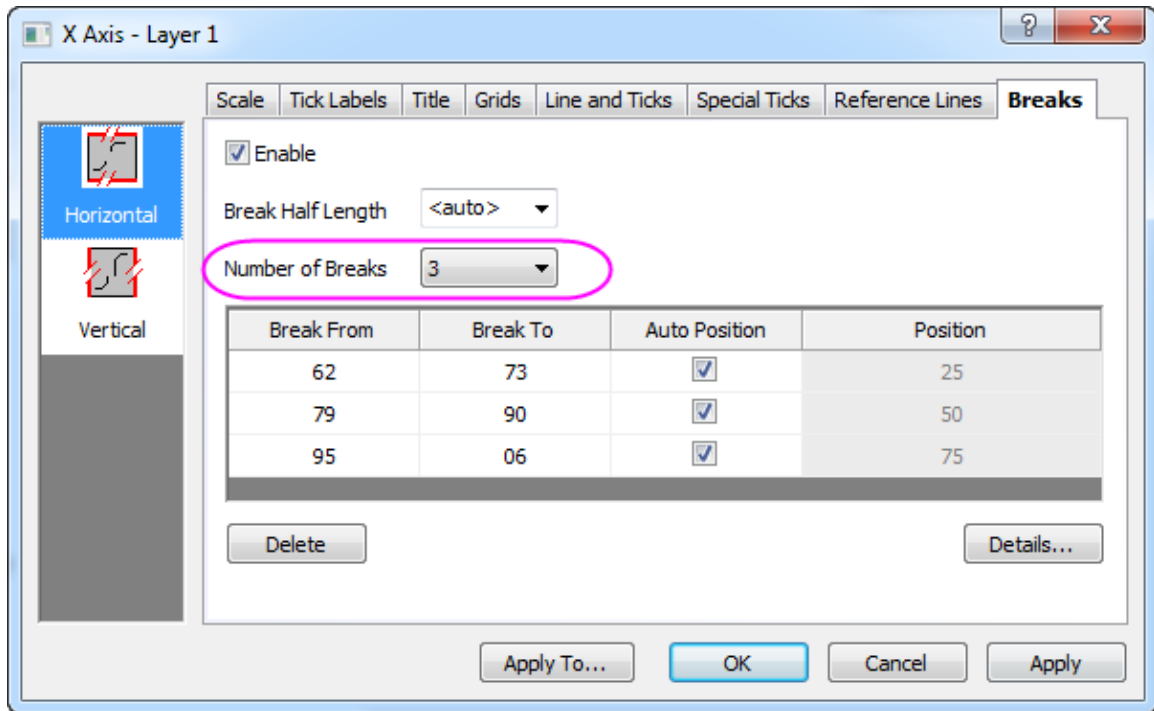 X Axis - Layer 1
Scale Tick Labels Title Grids Line and Ticks Special Ticks Reference Lines Breaks
Horizontal
Vertical
Enable
Break Half Length <auto>
Number of Breaks 3
Break From Break To Auto Position Position
62 73 25
79 90 50
95 06 75
Delete Details...
Apply To... OK Cancel Apply